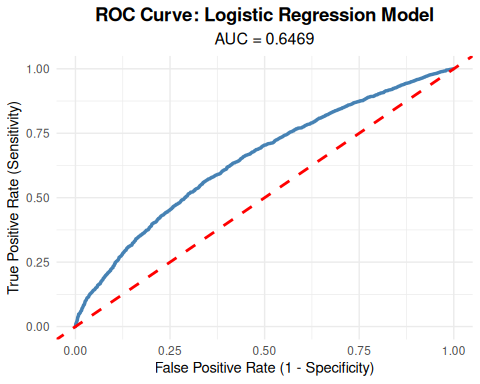 ROC Curve: Logistic Regression Model
AUC = 0.6469
True Positive Rate (Sensitivity)
1.00
0.75
0.50
0.25
0.00
0.00 0.25 0.50 0.75 1.00
False Positive Rate (1 - Specificity)